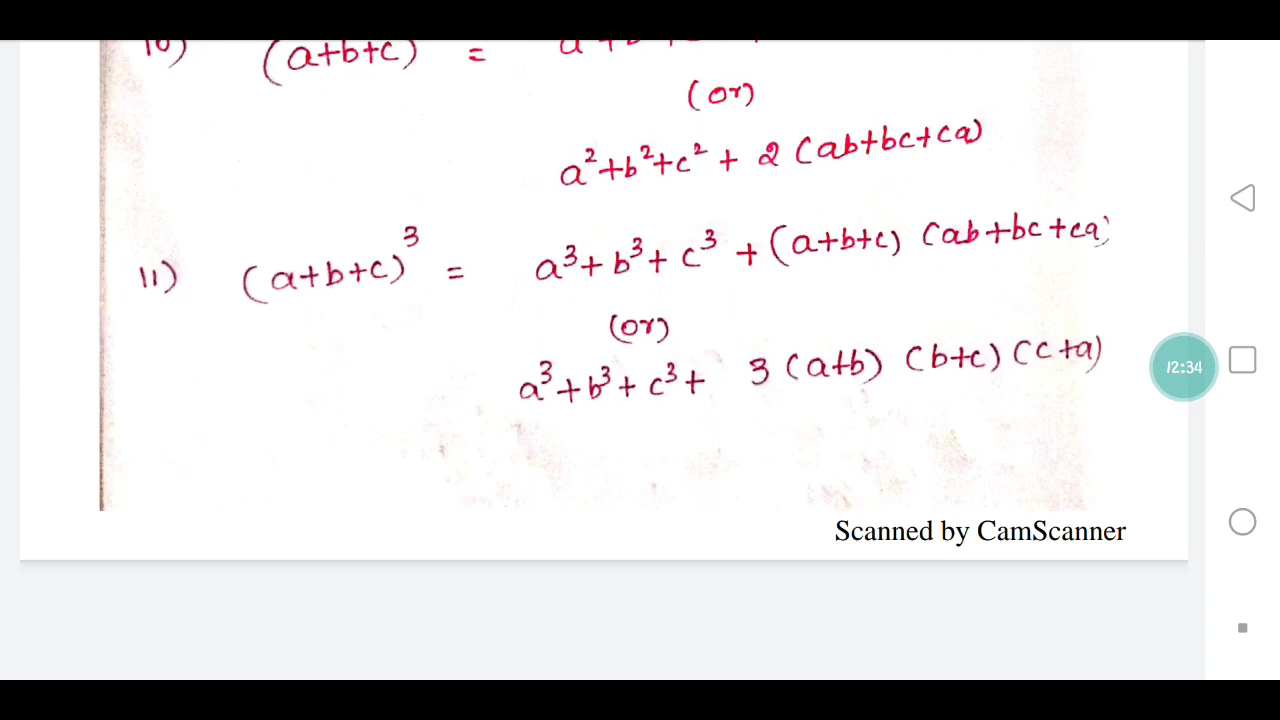 10) (a+b+c) =
(or)
a²+b²+c² + 2 (ab+bc+ca)
11) (a+b+c)³ = a³+b³+c³ + (a+b+c) (ab+bc+ca)
(or)
a³+b³+c³+ 3 (a+b) (b+c) (c+a)
12:34
Scanned by CamScanner